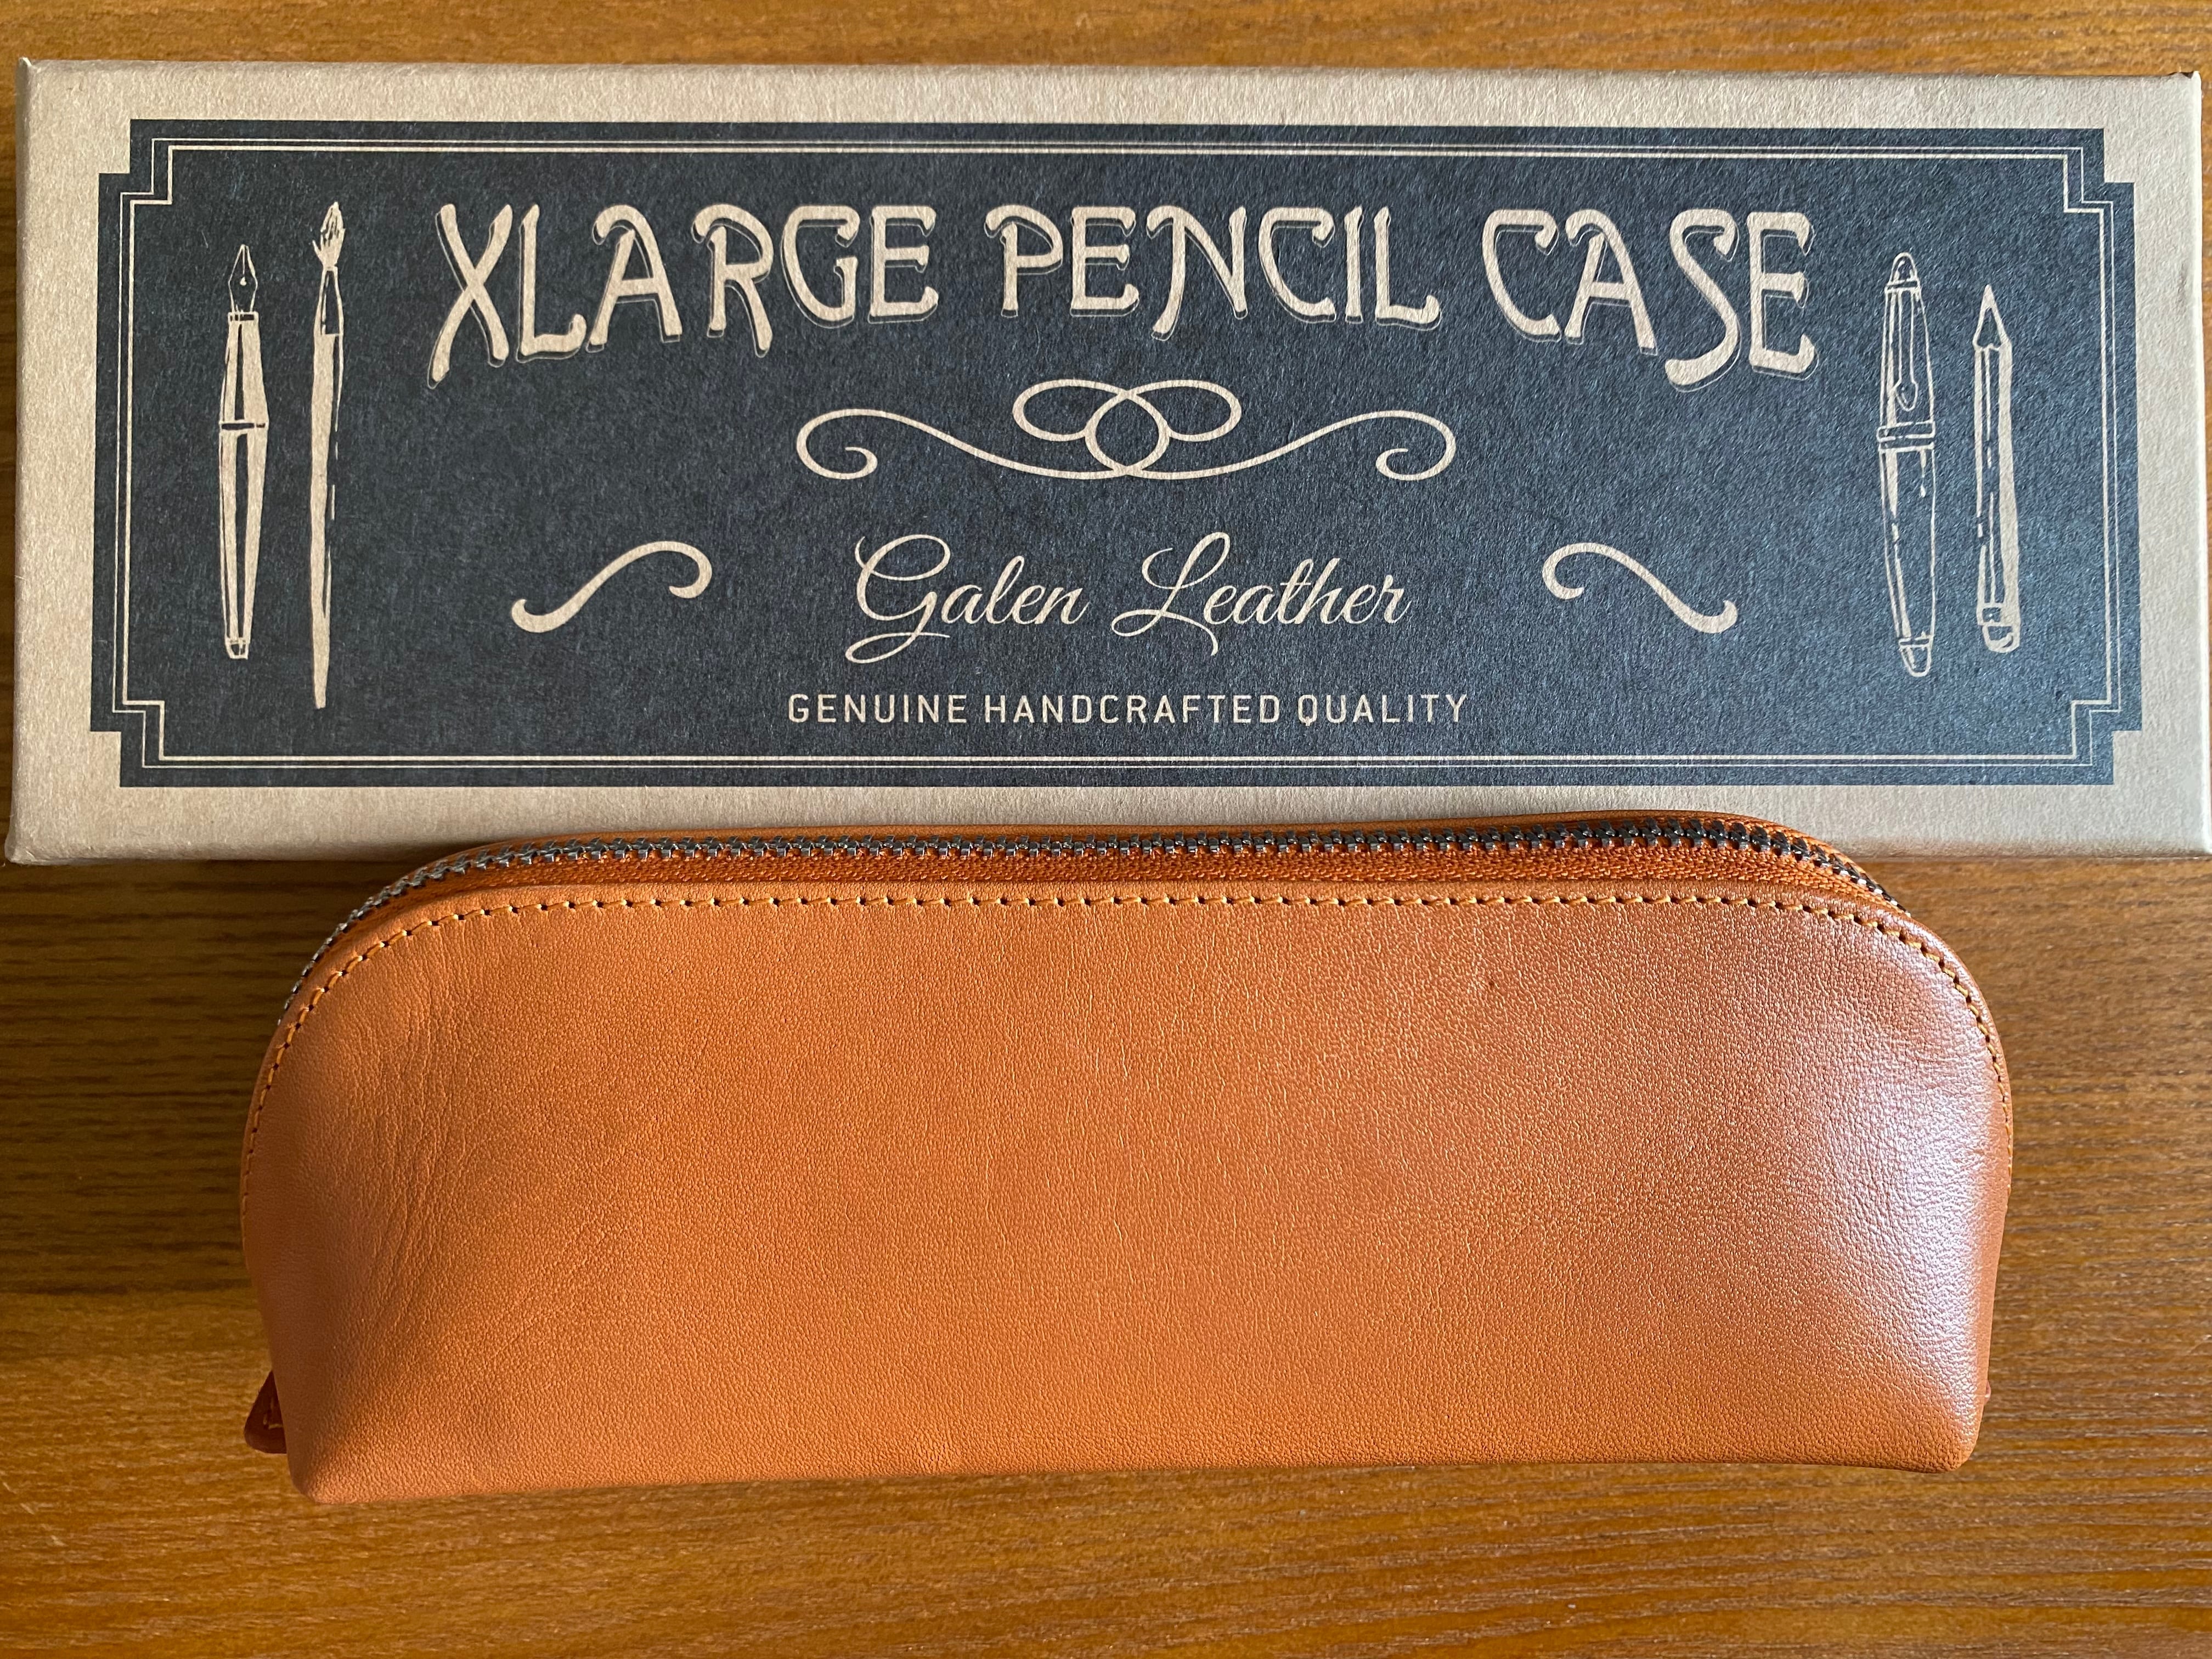 XLARGE PENCIL CASE
Galen Leather
GENUINE HANDCRAFTED QUALITY